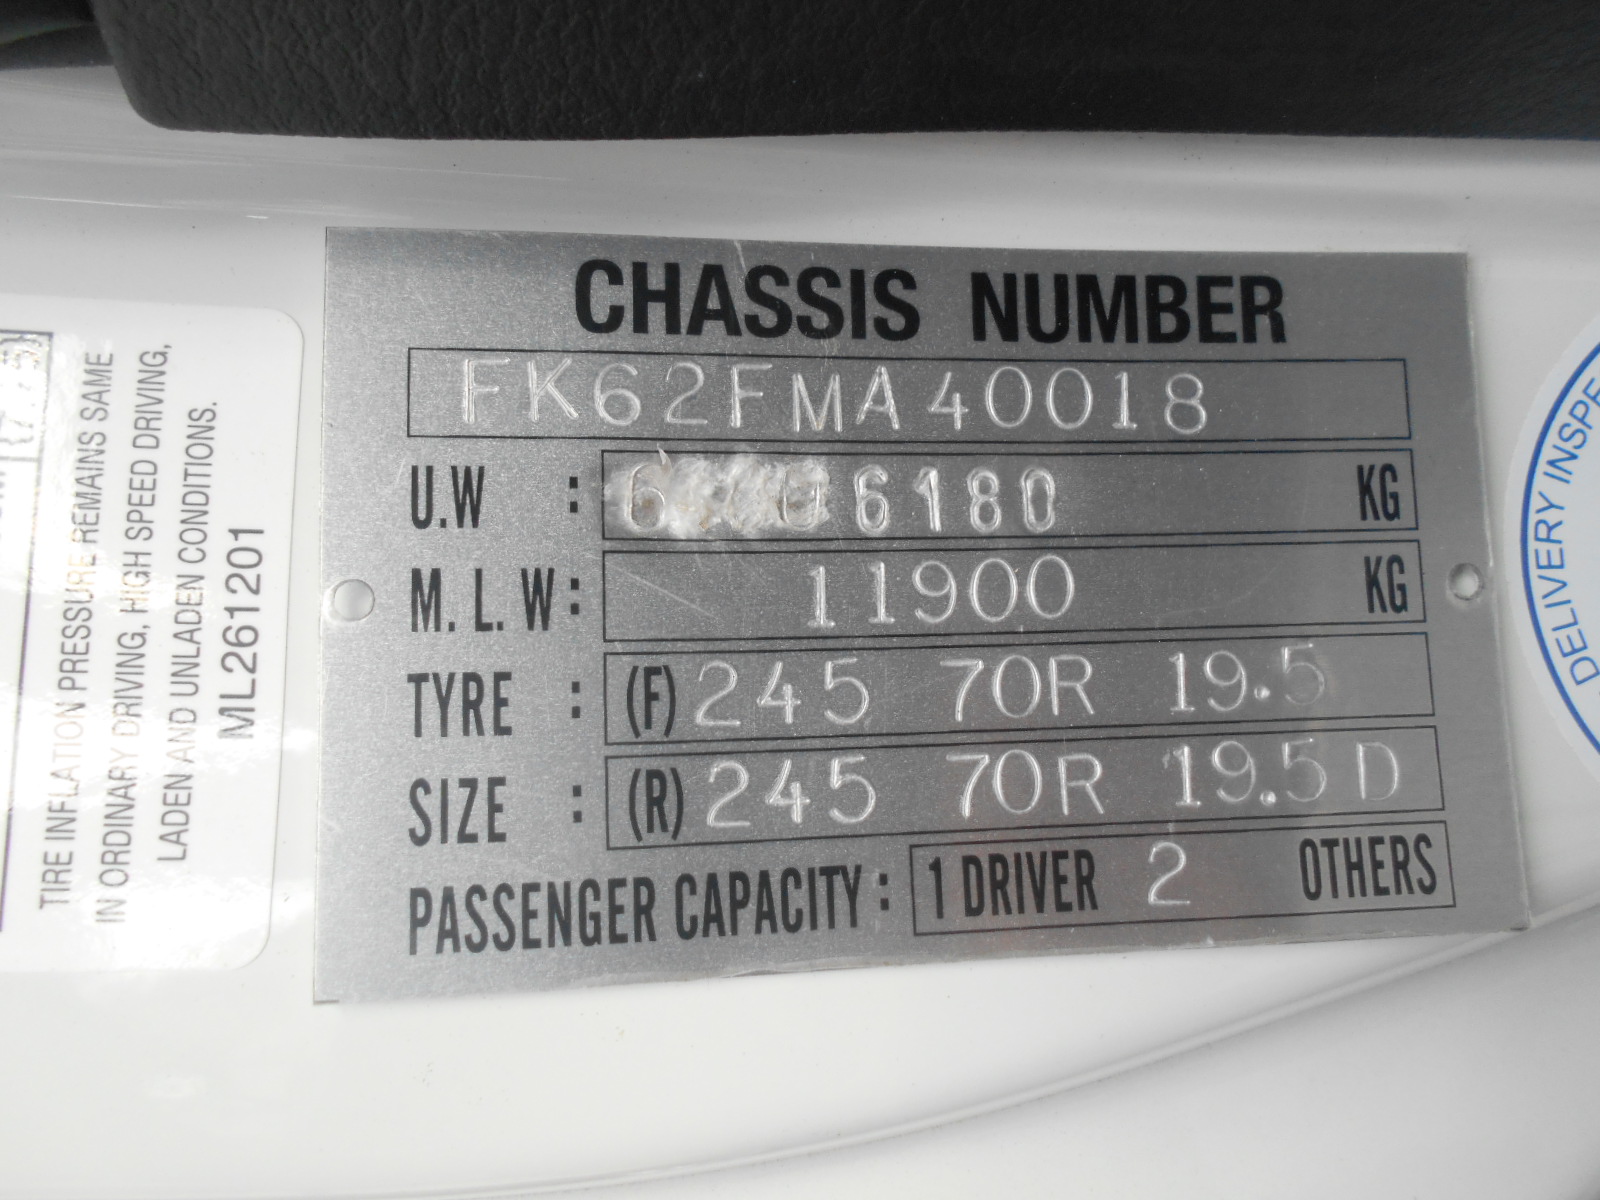 TIRE INFLATION PRESSURE REMAINS SAME
IN ORDINARY DRIVING, HIGH SPEED DRIVING,
LADEN AND UNLADEN CONDITIONS.
ML261201
CHASSIS NUMBER
FK62FMA40018
U.W : 6180 KG
M.L.W: 11900 KG
TYRE : (F) 245 70R 19.5
SIZE : (R) 245 70R 19.5 D
PASSENGER CAPACITY: 1 DRIVER 2 OTHERS
DELIVERY